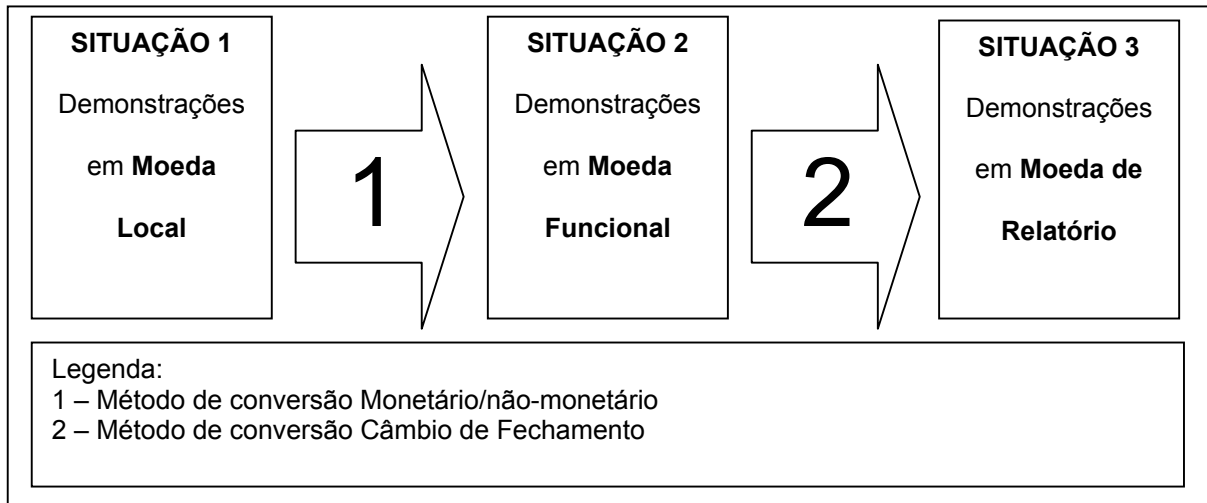 SITUAÇÃO 1
Demonstrações
em Moeda
Local
1
SITUAÇÃO 2
Demonstrações
em Moeda
Funcional
2
SITUAÇÃO 3
Demonstrações
em Moeda de
Relatório
Legenda:
1 – Método de conversão Monetário/não-monetário
2 – Método de conversão Câmbio de Fechamento